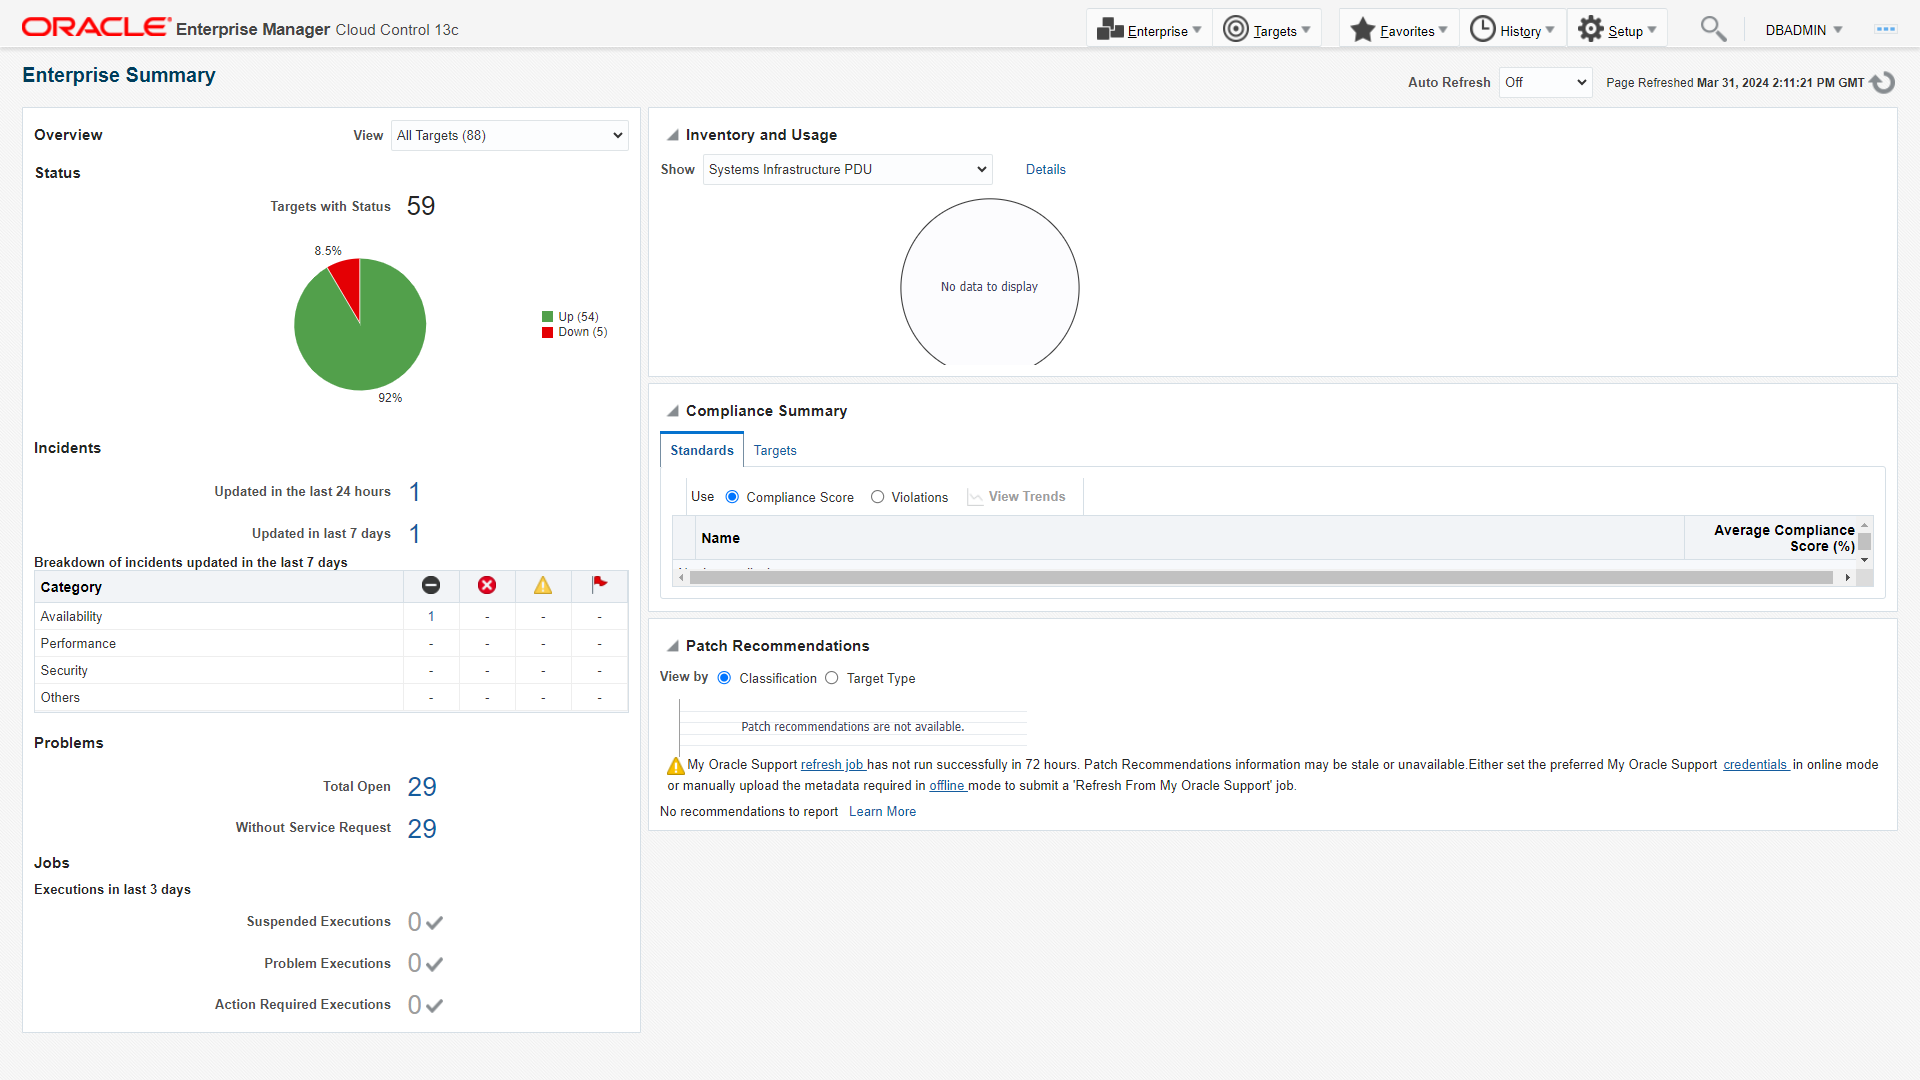 ORACLE Enterprise Manager Cloud Control 13c
Enterprise
Targets
Favorites
History
Setup
DBADMIN
Enterprise Summary
Auto Refresh Off
Page Refreshed Mar 31, 2024 2:11:21 PM GMT
Overview
View All Targets (88)
Status
Targets with Status 59
8.5%
Up (54)
Down (5)
92%
Incidents
Updated in the last 24 hours 1
Updated in last 7 days 1
Breakdown of incidents updated in the last 7 days
Category
Availability 1 - - -
Performance - - - -
Security - - - -
Others - - - -
Problems
Total Open 29
Without Service Request 29
Jobs
Executions in last 3 days
Suspended Executions 0
Problem Executions 0
Action Required Executions 0
Inventory and Usage
Show Systems Infrastructure PDU Details
No data to display
Compliance Summary
Standards Targets
Use Compliance Score Violations View Trends
Name
Average Compliance
Score (%)
Patch Recommendations
View by Classification Target Type
Patch recommendations are not available.
My Oracle Support refresh job has not run successfully in 72 hours. Patch Recommendations information may be stale or unavailable.Either set the preferred My Oracle Support credentials in online mode
or manually upload the metadata required in offline mode to submit a 'Refresh From My Oracle Support' job.
No recommendations to report Learn More